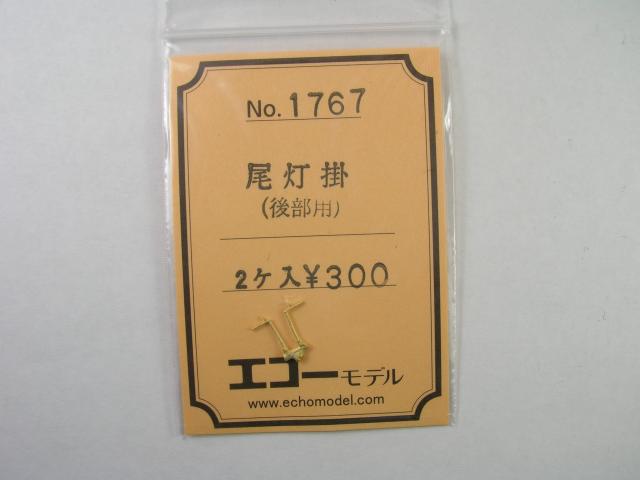 No. 1767
尾灯掛
(後部用)
2ケ入¥300
エコーモデル
www.echomodel.com